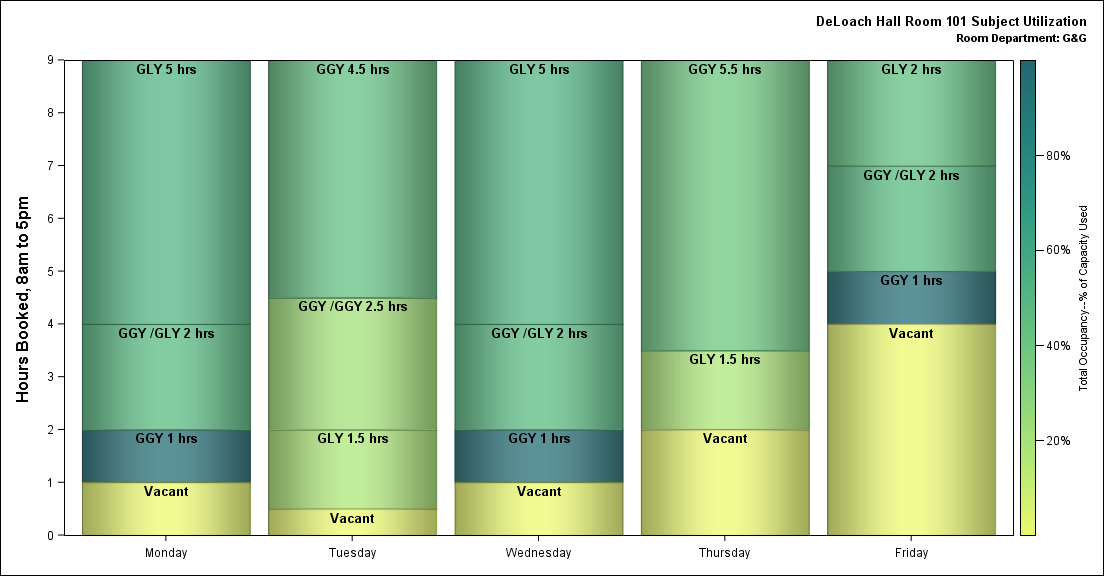 DeLoach Hall Room 101 Subject Utilization
Room Department: G&G
Hours Booked, 8am to 5pm
9
8
7
6
5
4
3
2
1
0
GLY 5 hrs
GGY /GLY 2 hrs
GGY 1 hrs
Vacant
GGY 4.5 hrs
GGY /GGY 2.5 hrs
GLY 1.5 hrs
Vacant
GLY 5 hrs
GGY /GLY 2 hrs
GGY 1 hrs
Vacant
GGY 5.5 hrs
GLY 1.5 hrs
Vacant
GLY 2 hrs
GGY /GLY 2 hrs
GGY 1 hrs
Vacant
Monday
Tuesday
Wednesday
Thursday
Friday
80%
60%
40%
20%
Total Occupancy--% of Capacity Used